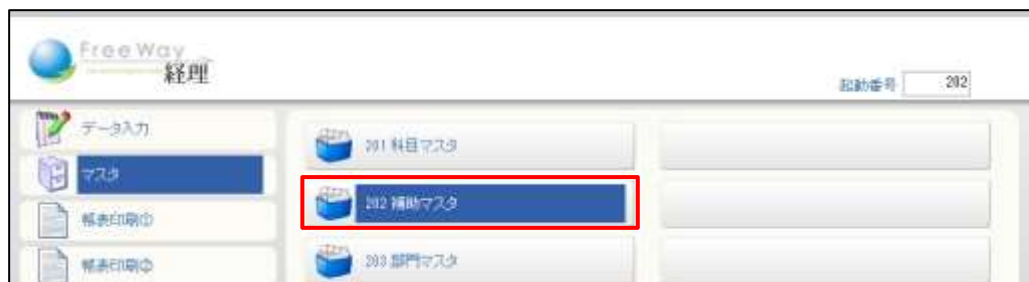 FreeWay
経理
起動番号 202
データ入力
マスタ
帳表印刷①
帳表印刷②
201 科目マスタ
202 補助マスタ
203 部門マスタ